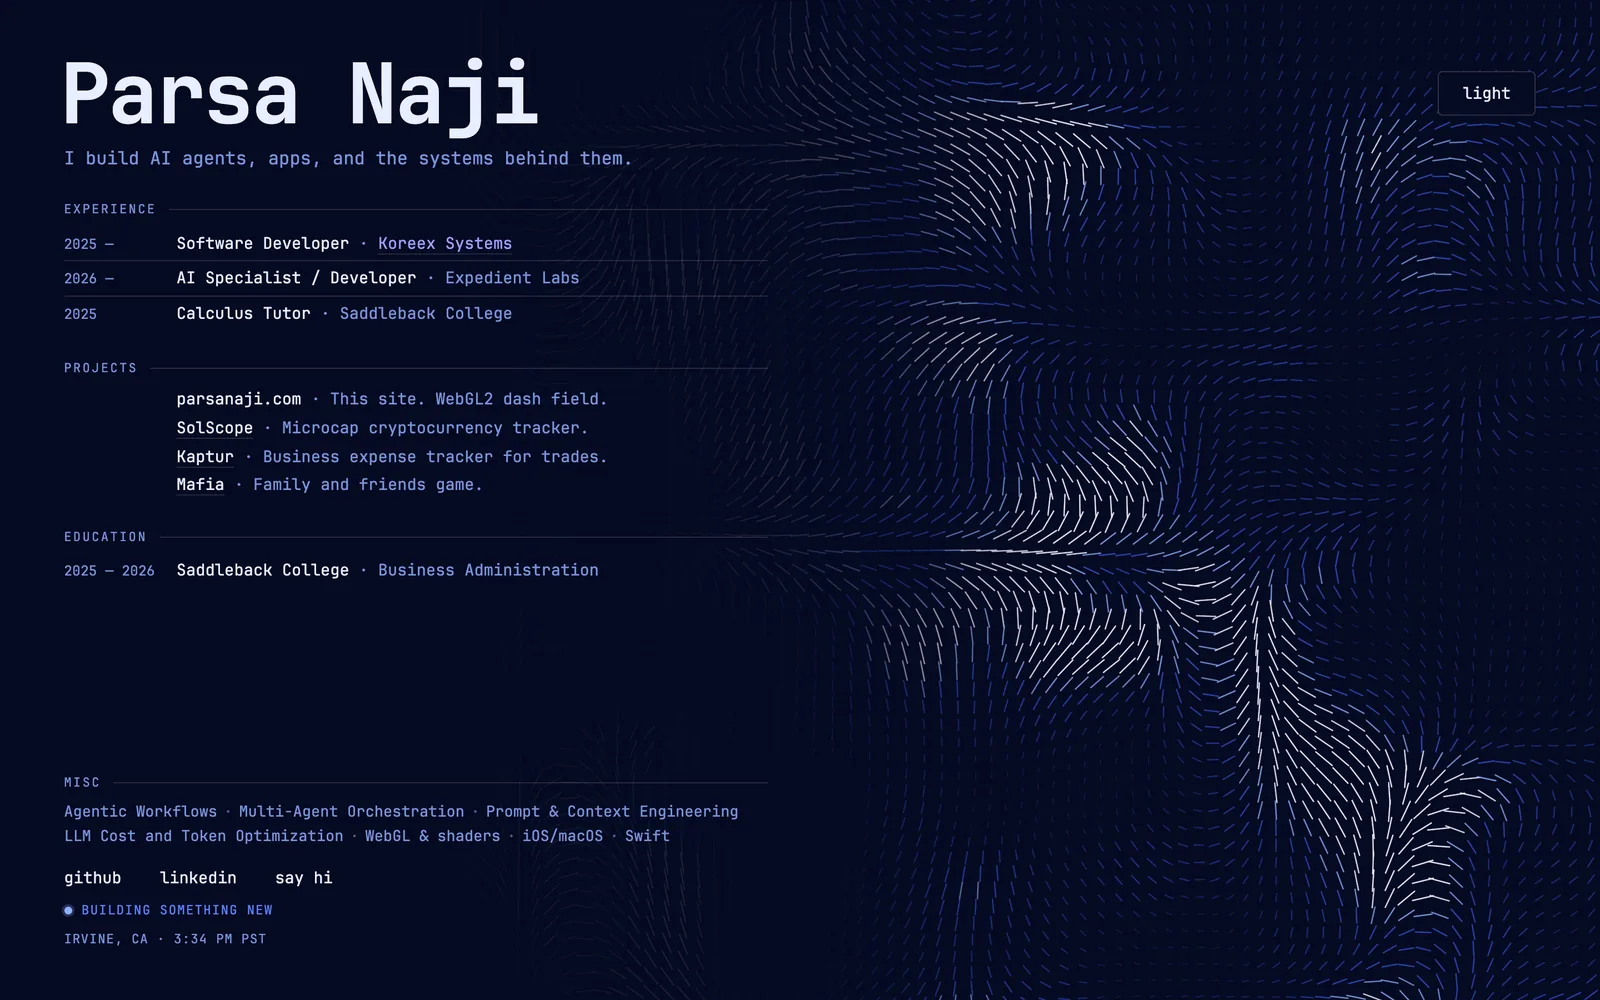 Parsa Naji
light
I build AI agents, apps, and the systems behind them.
EXPERIENCE
2025 — Software Developer · Koreex Systems
2026 — AI Specialist / Developer · Expedient Labs
2025 Calculus Tutor · Saddleback College
PROJECTS
parsanaji.com · This site. WebGL2 dash field.
SolScope · Microcap cryptocurrency tracker.
Kaptur · Business expense tracker for trades.
Mafia · Family and friends game.
EDUCATION
2025 — 2026 Saddleback College · Business Administration
MISC
Agentic Workflows · Multi-Agent Orchestration · Prompt & Context Engineering
LLM Cost and Token Optimization · WebGL & shaders · iOS/macOS · Swift
github linkedin say hi
BUILDING SOMETHING NEW
IRVINE, CA · 3:34 PM PST